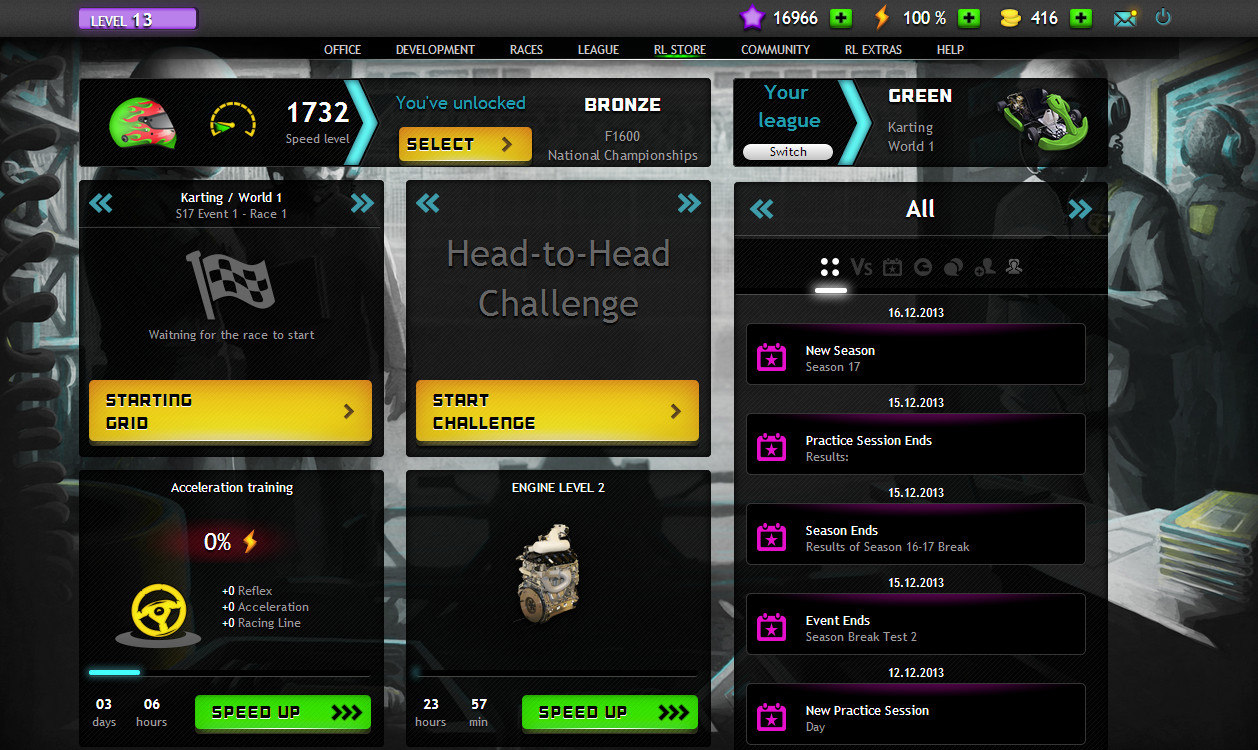 LEVEL 13
16966
100 %
416
OFFICE
DEVELOPMENT
RACES
LEAGUE
RL STORE
COMMUNITY
RL EXTRAS
HELP
1732
Speed level
You've unlocked
SELECT
BRONZE
F1600
National Championships
Your
league
Switch
GREEN
Karting
World 1
Karting / World 1
S17 Event 1 - Race 1
Waitning for the race to start
STARTING
GRID
Head-to-Head
Challenge
START
CHALLENGE
All
Vs
16.12.2013
New Season
Season 17
15.12.2013
Practice Session Ends
Results:
15.12.2013
Season Ends
Results of Season 16-17 Break
15.12.2013
Event Ends
Season Break Test 2
12.12.2013
New Practice Session
Day
Acceleration training
0%
+0 Reflex
+0 Acceleration
+0 Racing Line
03
days
06
hours
SPEED UP
ENGINE LEVEL 2
23
hours
57
min
SPEED UP